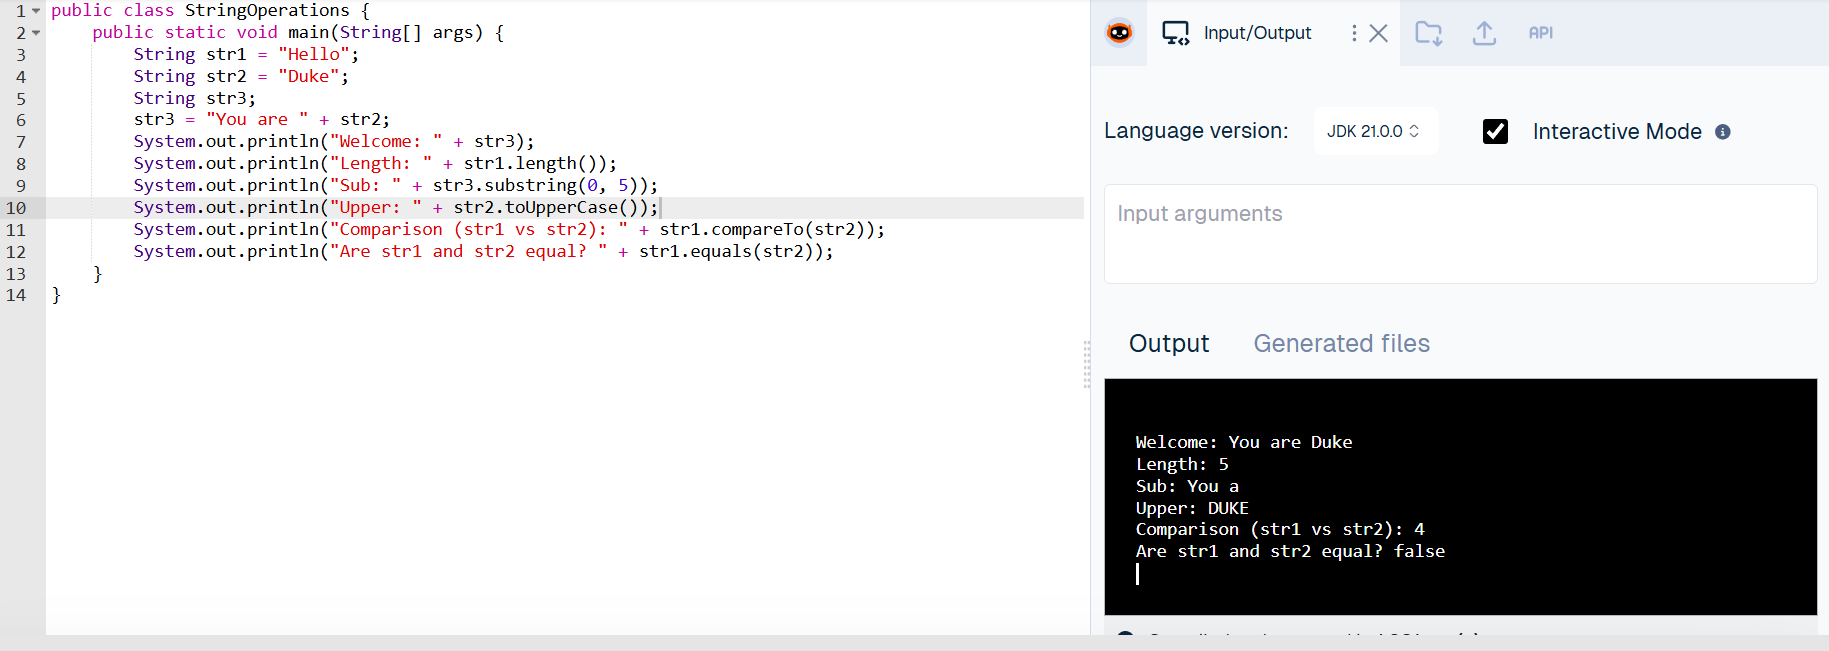 1 public class StringOperations {
2 public static void main(String[] args) {
3 String str1 = "Hello";
4 String str2 = "Duke";
5 String str3;
6 str3 = "You are " + str2;
7 System.out.println("Welcome: " + str3);
8 System.out.println("Length: " + str1.length());
9 System.out.println("Sub: " + str3.substring(0, 5));
10 System.out.println("Upper: " + str2.toUpperCase());
11 System.out.println("Comparison (str1 vs str2): " + str1.compareTo(str2));
12 System.out.println("Are str1 and str2 equal? " + str1.equals(str2));
13 }
14 }
Input/Output
API
Language version:
JDK 21.0.0
Interactive Mode
Input arguments
Output
Generated files
Welcome: You are Duke
Length: 5
Sub: You a
Upper: DUKE
Comparison (str1 vs str2): 4
Are str1 and str2 equal? false